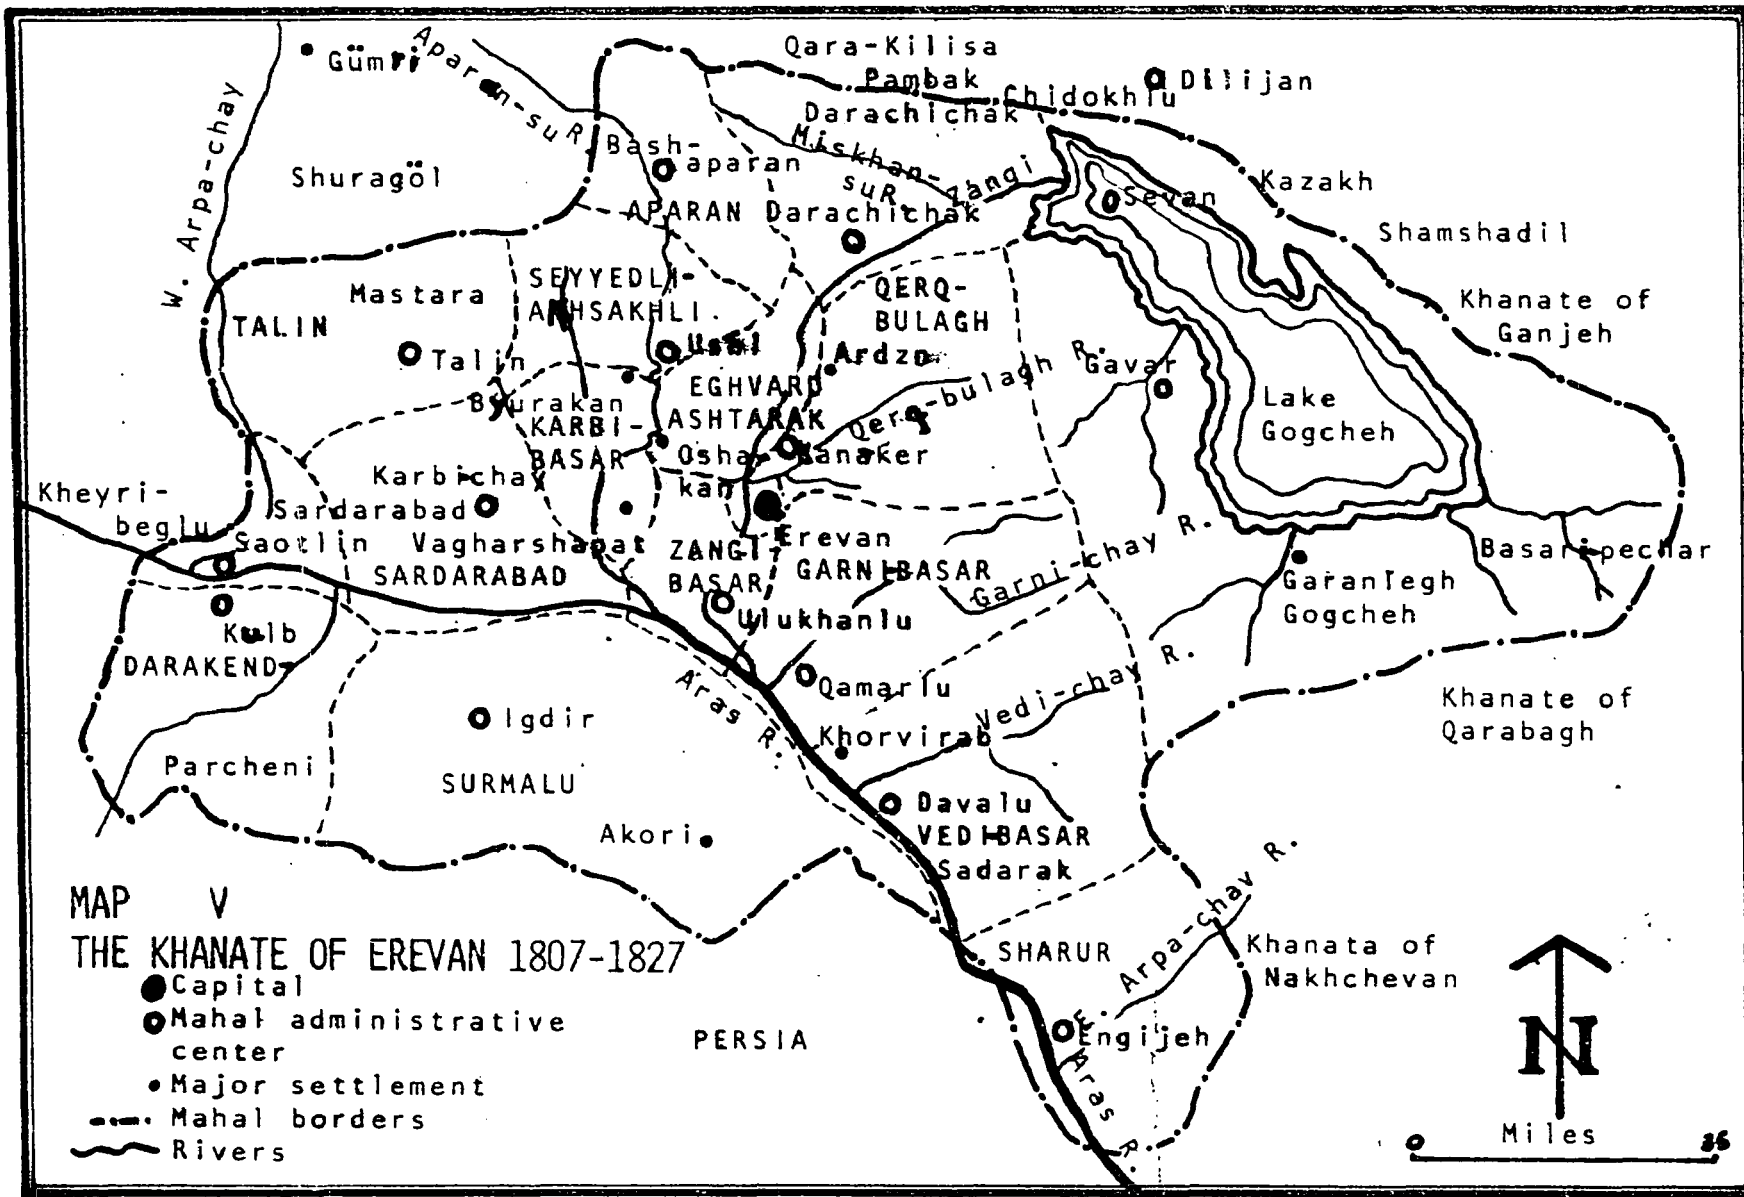 Gümri
Aparan-su R.
Qara-Kilisa
Pambak
Chidokhlu
Dilijan
Darachichak
W. Arpa-chay
Shuragöl
Bash-
aparan
Miskhan-
su R.
Zangi
Sevan
Kazakh
Shamshadil
APARAN
Darachichak
Mastara
SEYYEDLI-
AKHSAKHLI
QERQ-
BULAGH
Khanate of
Ganjeh
TALIN
Talin
Ardzo
Gavar
Byurakan
EGHVARD
ASHTARAK
Qerq-bulagh R.
Lake
Gogcheh
KARBI-
BASAR
Osha-
kan
Kanaker
Karbichay
Kheyri-
beglu
Sardarabad
Saotlin
Vagharshapat
SARDARABAD
ZANGI-
BASAR
Erevan
GARNIBASAR
Garni-chay R.
Garanlegh
Gogcheh
Basaripechar
Ulukhanlu
Kulb
DARAKEND
Qamarlu
Aras R.
Igdir
Khorvirab
Vedi-chay R.
Khanate of
Qarabagh
Parcheni
SURMALU
Davalu
VEDIBASAR
Sadarak
Akori
SHARUR
E. Arpa-chay R.
Khanata of
Nakhchevan
Engijeh
Aras R.
PERSIA
MAP V
THE KHANATE OF EREVAN 1807-1827
Capital
Mahal administrative
center
Major settlement
Mahal borders
Rivers
N
Miles
0